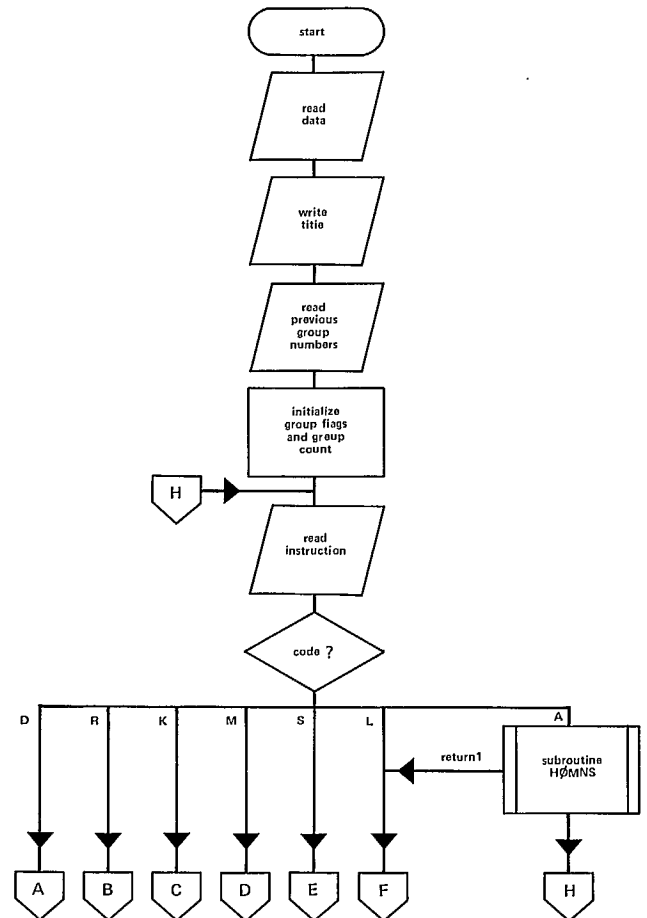 start
read
data
write
title
read
previous
group
numbers
initialize
group flags
and group
count
H
read
instruction
code ?
D
R
K
M
S
L
A
return1
subroutine
HØMNS
A
B
C
D
E
F
H